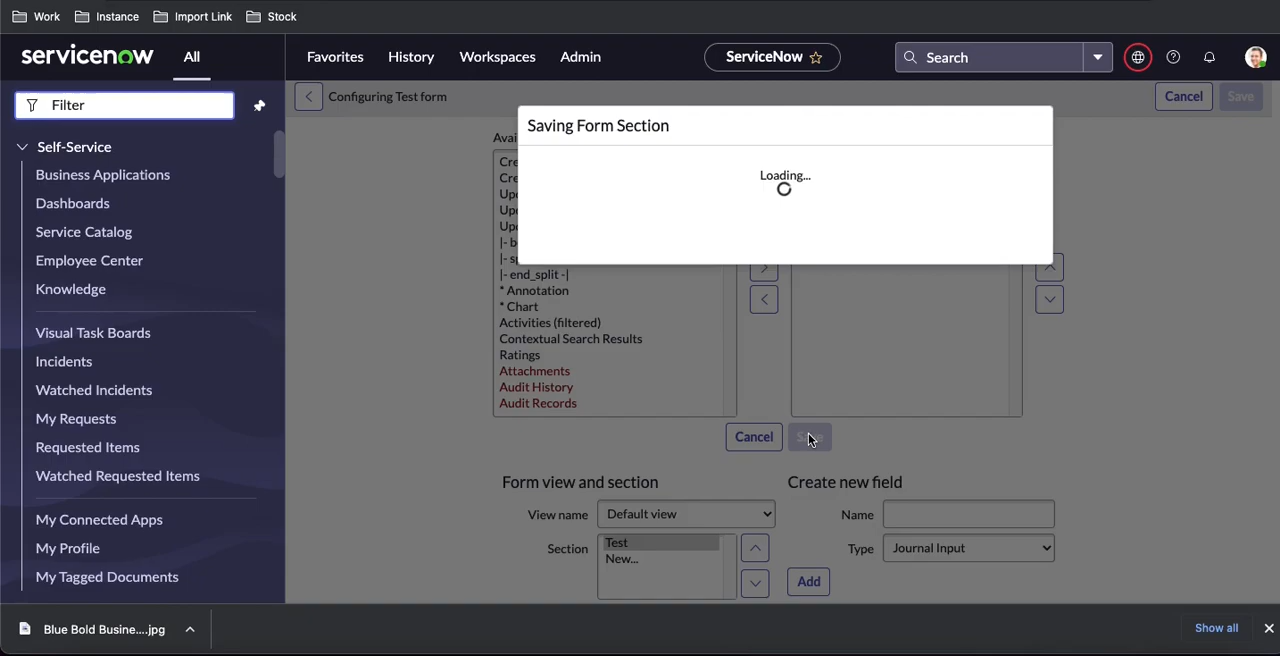 Work Instance Import Link Stock
servicenow All Favorites History Workspaces Admin ServiceNow Search
Filter
Configuring Test form Cancel Save
Saving Form Section
Loading...
Self-Service
Business Applications
Dashboards
Service Catalog
Employee Center
Knowledge
Visual Task Boards
Incidents
Watched Incidents
My Requests
Requested Items
Watched Requested Items
My Connected Apps
My Profile
My Tagged Documents
|- end_split -|
* Annotation
* Chart
Activities (filtered)
Contextual Search Results
Ratings
Attachments
Audit History
Audit Records
Cancel
Form view and section
View name Default view
Section Test
New...
Create new field
Name
Type Journal Input
Add
Blue Bold Busine....jpg Show all